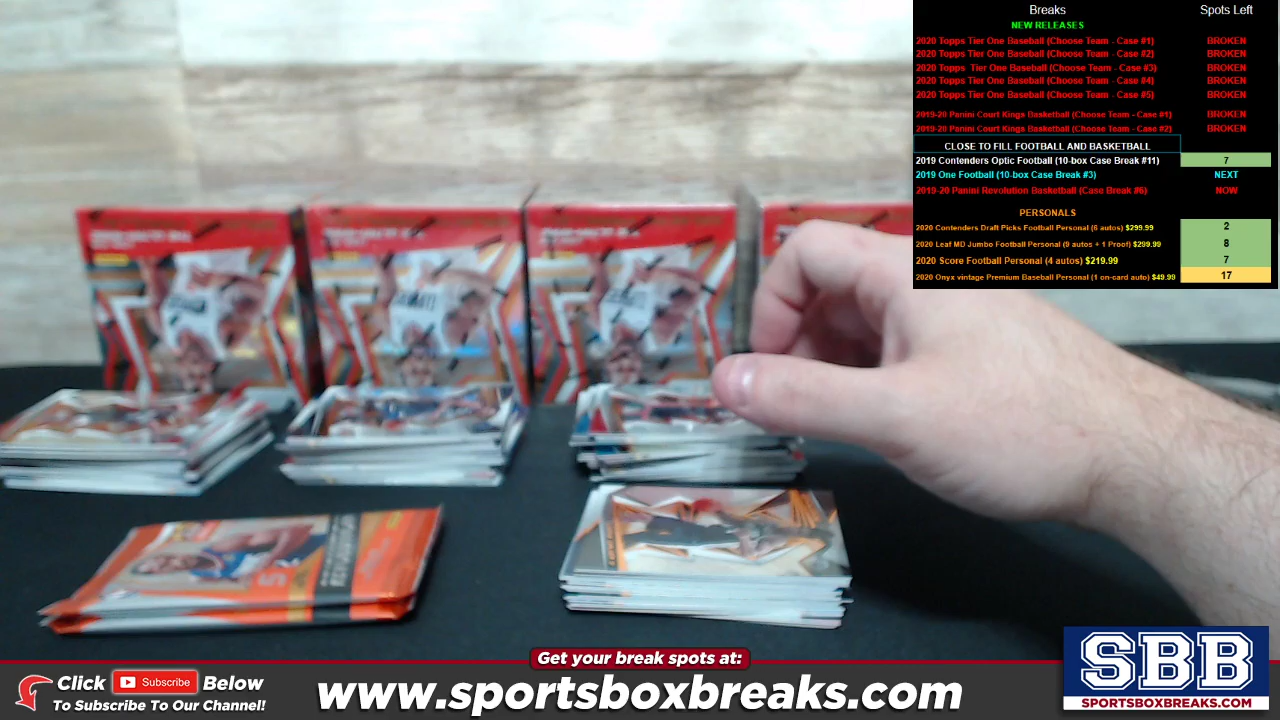 Breaks Spots Left
NEW RELEASES
2020 Topps Tier One Baseball (Choose Team - Case #1) BROKEN
2020 Topps Tier One Baseball (Choose Team - Case #2) BROKEN
2020 Topps Tier One Baseball (Choose Team - Case #3) BROKEN
2020 Topps Tier One Baseball (Choose Team - Case #4) BROKEN
2020 Topps Tier One Baseball (Choose Team - Case #5) BROKEN
2019-20 Panini Court Kings Basketball (Choose Team - Case #1) BROKEN
2019-20 Panini Court Kings Basketball (Choose Team - Case #2) BROKEN
CLOSE TO FILL FOOTBALL AND BASKETBALL
2019 Contenders Optic Football (10-box Case Break #11) 7
2019 One Football (10-box Case Break #3) NEXT
2019-20 Panini Revolution Basketball (Case Break #6) NOW
PERSONALS
2020 Contenders Draft Picks Football Personal (6 autos) $299.99 2
2020 Leaf MD Jumbo Football Personal (9 autos + 1 Proof) $299.99 8
2020 Score Football Personal (4 autos) $219.99 7
2020 Onyx vintage Premium Baseball Personal (1 on-card auto) $49.99 17
Get your break spots at:
Click Subscribe Below
To Subscribe To Our Channel!
www.sportsboxbreaks.com
SBB
SPORTSBOXBREAKS.COM